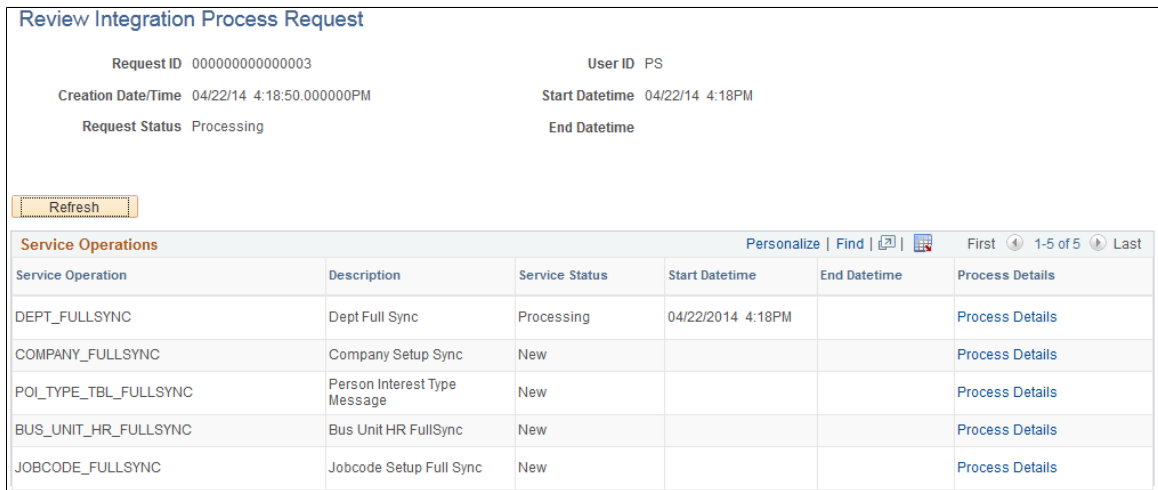 Review Integration Process Request
Request ID 000000000000003 User ID PS
Creation Date/Time 04/22/14 4:18:50.000000PM Start Datetime 04/22/14 4:18PM
Request Status Processing End Datetime
Refresh
Service Operations Personalize | Find | | First 1-5 of 5 Last
Service Operation Description Service Status Start Datetime End Datetime Process Details
DEPT_FULLSYNC Dept Full Sync Processing 04/22/2014 4:18PM Process Details
COMPANY_FULLSYNC Company Setup Sync New Process Details
POI_TYPE_TBL_FULLSYNC Person Interest Type Message New Process Details
BUS_UNIT_HR_FULLSYNC Bus Unit HR FullSync New Process Details
JOBCODE_FULLSYNC Jobcode Setup Full Sync New Process Details